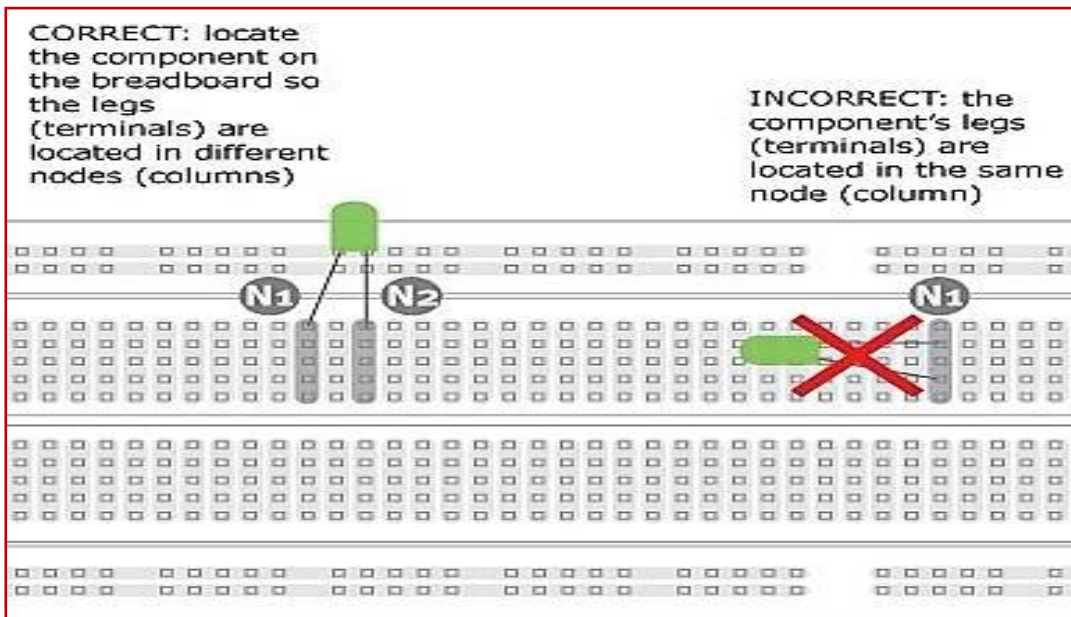 CORRECT: locate
the component on
the breadboard so
the legs
(terminals) are
located in different
nodes (columns)
INCORRECT: the
component's legs
(terminals) are
located in the same
node (column)
N1
N2
N1